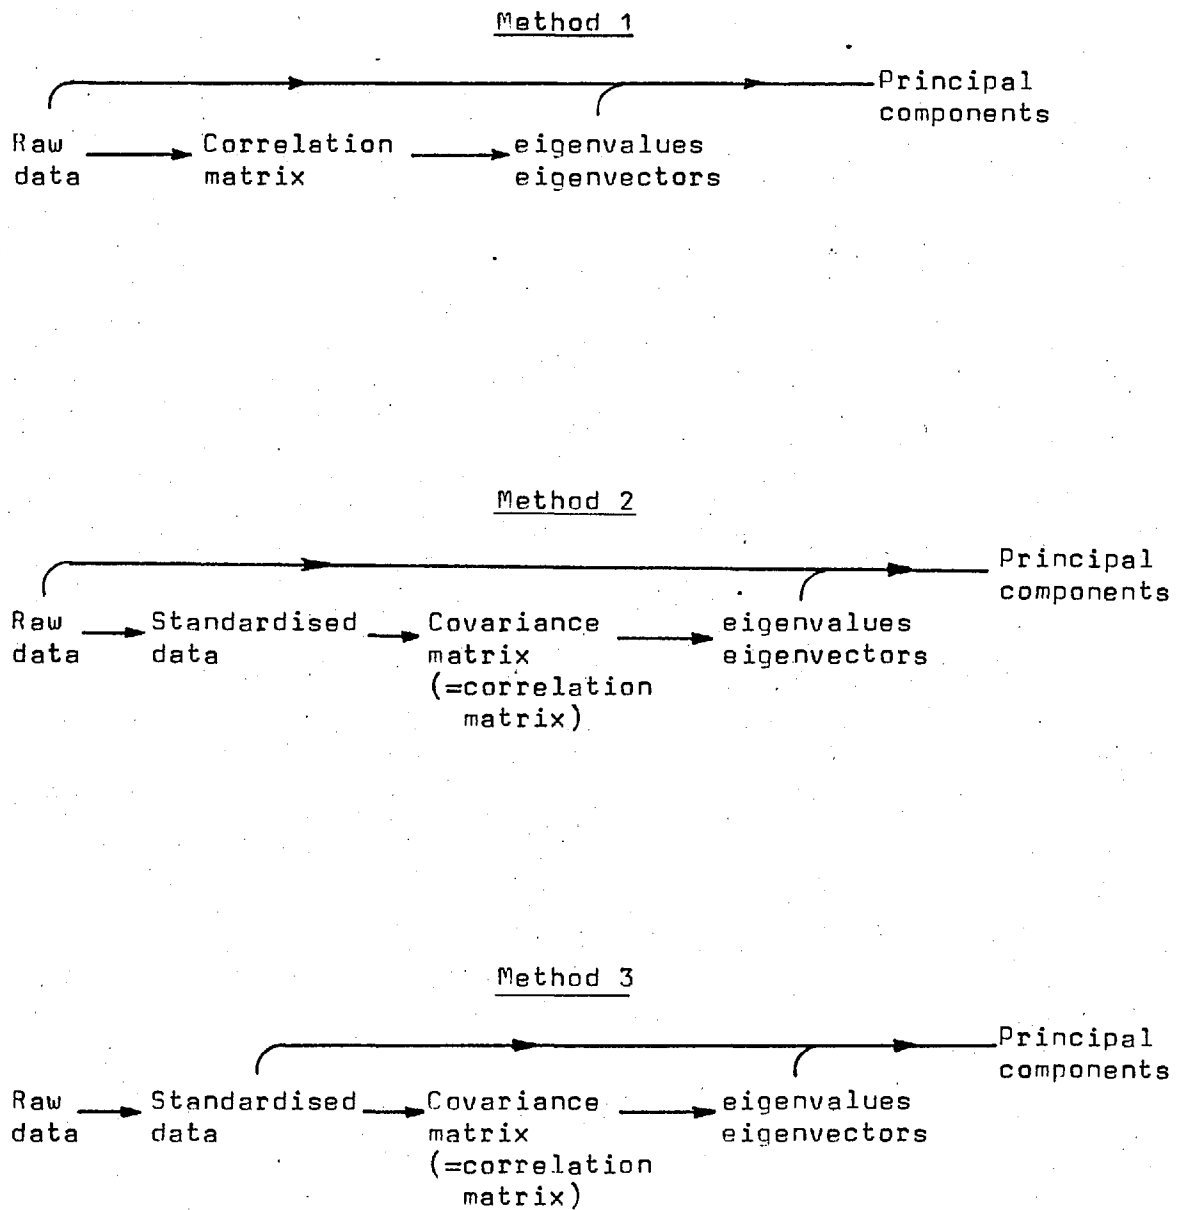 Method 1
Principal
components
Raw
data
Correlation
matrix
eigenvalues
eigenvectors
Method 2
Principal
components
Raw
data
Standardised
data
Covariance
matrix
(=correlation
matrix)
eigenvalues
eigenvectors
Method 3
Principal
components
Raw
data
Standardised
data
Covariance
matrix
(=correlation
matrix)
eigenvalues
eigenvectors